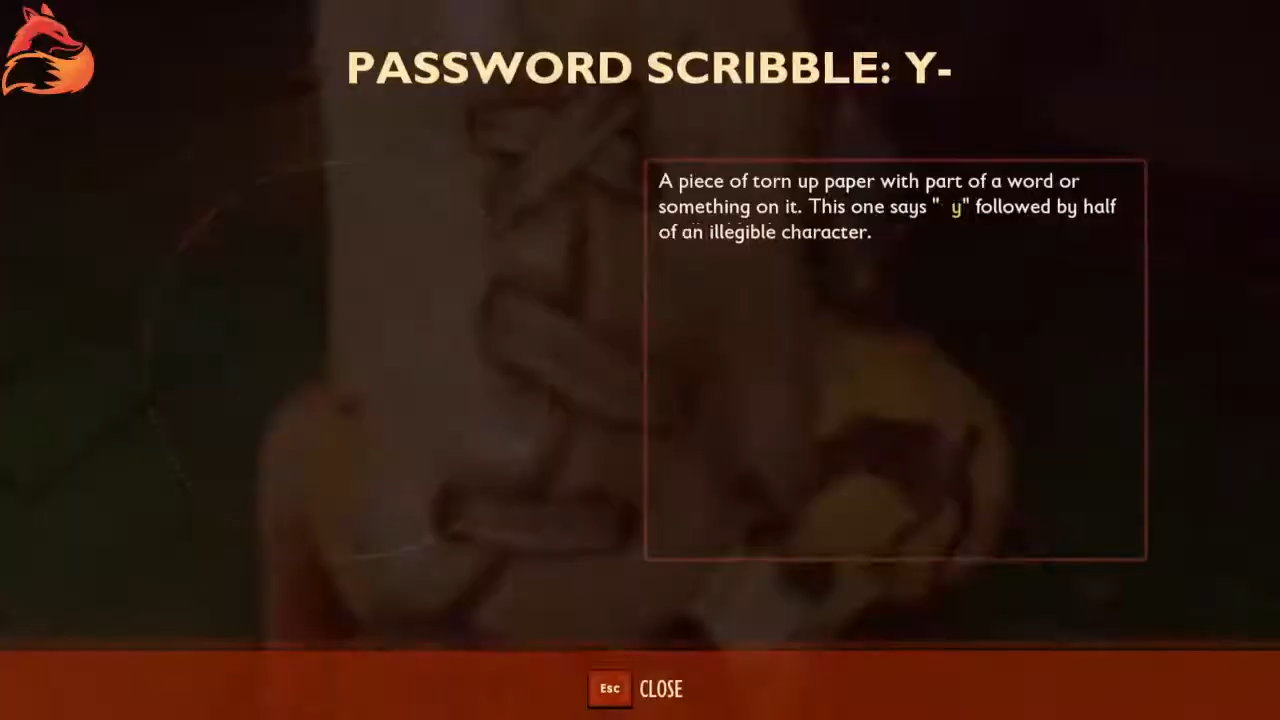 PASSWORD SCRIBBLE: Y-
A piece of torn up paper with part of a word or
something on it. This one says " y" followed by half
of an illegible character.
Esc CLOSE